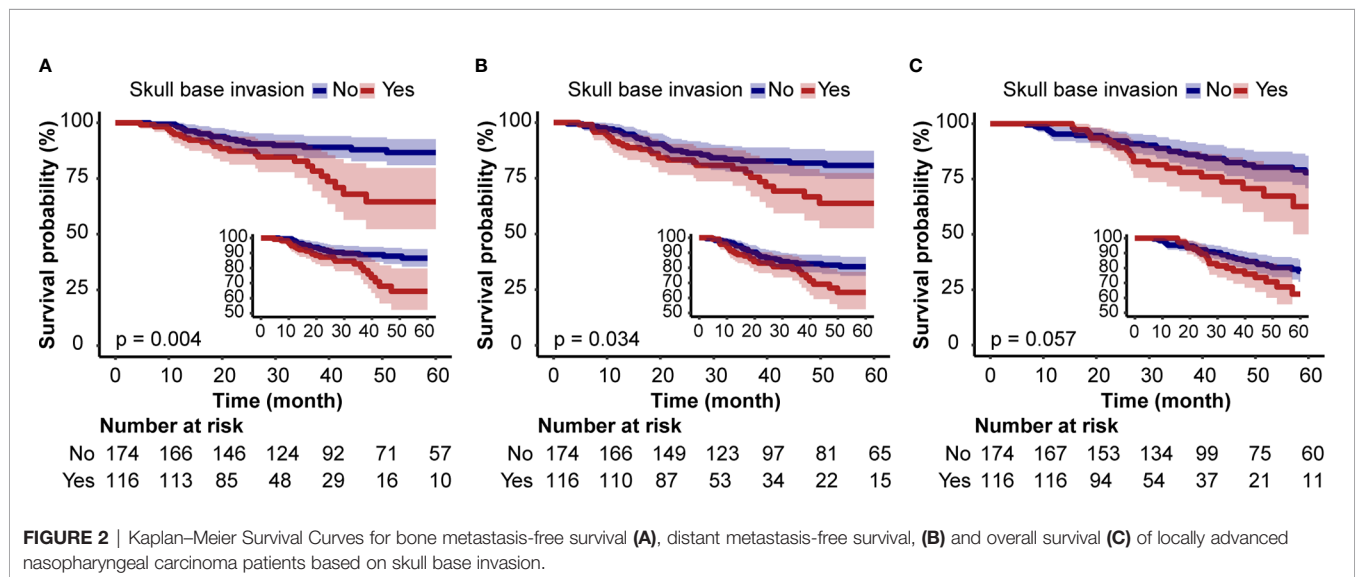 A B C
Skull base invasion No Yes Skull base invasion No Yes Skull base invasion No Yes
Survival probability (%) Survival probability (%) Survival probability (%)
100 100 100
75 75 75
50 50 50
25 25 25
0 0 0
100 90 80 70 60 50 100 90 80 70 60 50 100 90 80 70 60 50
0 10 20 30 40 50 60 0 10 20 30 40 50 60 0 10 20 30 40 50 60
p = 0.004 p = 0.034 p = 0.057
0 10 20 30 40 50 60 0 10 20 30 40 50 60 0 10 20 30 40 50 60
Time (month) Time (month) Time (month)
Number at risk Number at risk Number at risk
No 174 166 146 124 92 71 57 No 174 166 149 123 97 81 65 No 174 167 153 134 99 75 60
Yes 116 113 85 48 29 16 10 Yes 116 110 87 53 34 22 15 Yes 116 116 94 54 37 21 11
FIGURE 2 | Kaplan–Meier Survival Curves for bone metastasis-free survival (A), distant metastasis-free survival, (B) and overall survival (C) of locally advanced
nasopharyngeal carcinoma patients based on skull base invasion.